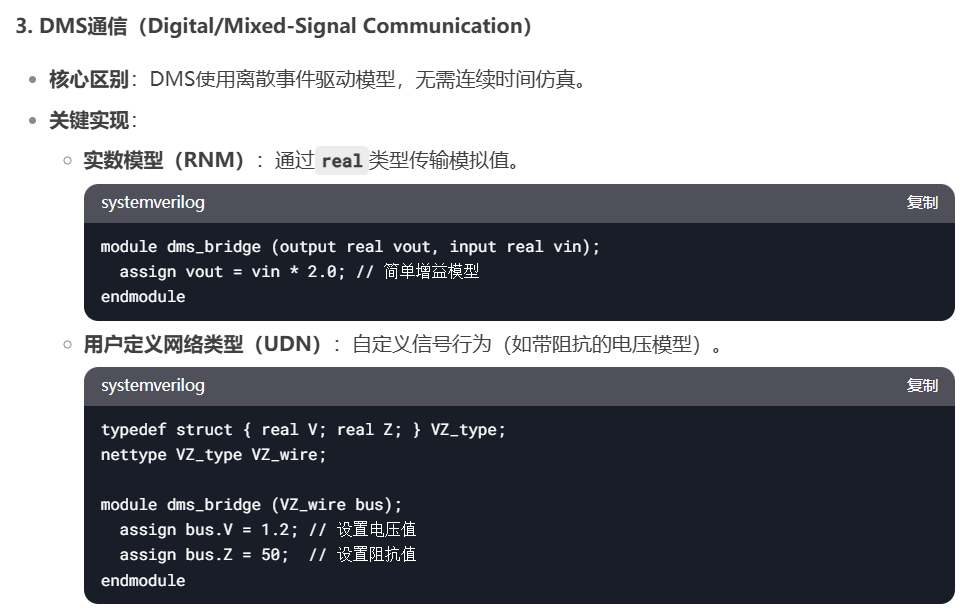 3. DMS通信（Digital/Mixed-Signal Communication）
• 核心区别：DMS使用离散事件驱动模型，无需连续时间仿真。
• 关键实现：
○ 实数模型（RNM）：通过 real 类型传输模拟值。
systemverilog 复制
module dms_bridge (output real vout, input real vin);
  assign vout = vin * 2.0; // 简单增益模型
endmodule
○ 用户定义网络类型（UDN）：自定义信号行为（如带阻抗的电压模型）。
systemverilog 复制
typedef struct { real V; real Z; } VZ_type;
nettype VZ_type VZ_wire;

module dms_bridge (VZ_wire bus);
  assign bus.V = 1.2; // 设置电压值
  assign bus.Z = 50;  // 设置阻抗值
endmodule